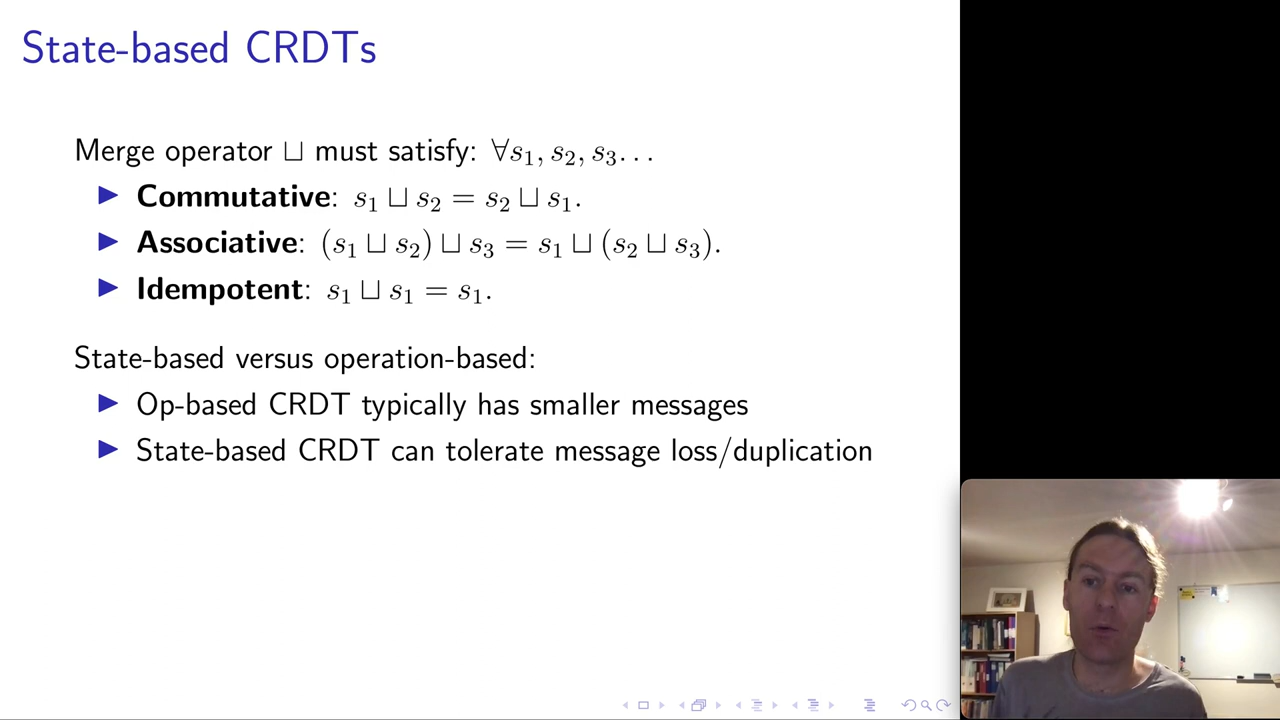 State-based CRDTs
Merge operator ⊔ must satisfy: ∀s₁, s₂, s₃...
▶ Commutative: s₁ ⊔ s₂ = s₂ ⊔ s₁.
▶ Associative: (s₁ ⊔ s₂) ⊔ s₃ = s₁ ⊔ (s₂ ⊔ s₃).
▶ Idempotent: s₁ ⊔ s₁ = s₁.
State-based versus operation-based:
▶ Op-based CRDT typically has smaller messages
▶ State-based CRDT can tolerate message loss/duplication